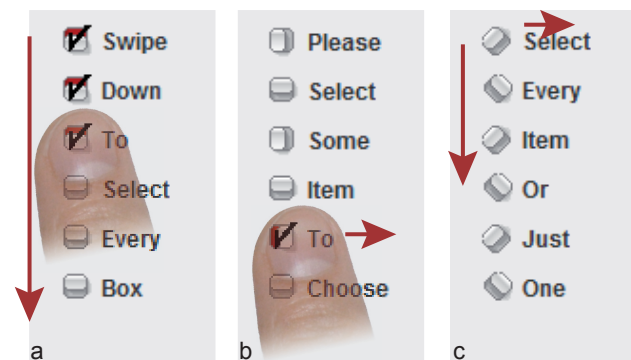 Swipe
Down
To
Select
Every
Box
a
Please
Select
Some
Item
To
Choose
b
Select
Every
Item
Or
Just
One
c